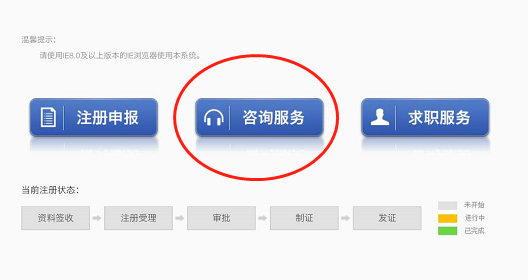 温馨提示：
请使用IE8.0及以上版本的IE浏览器使用本系统。
注册申报
咨询服务
求职服务
当前注册状态：
资料签收
注册受理
审批
制证
发证
未开始
进行中
已完成